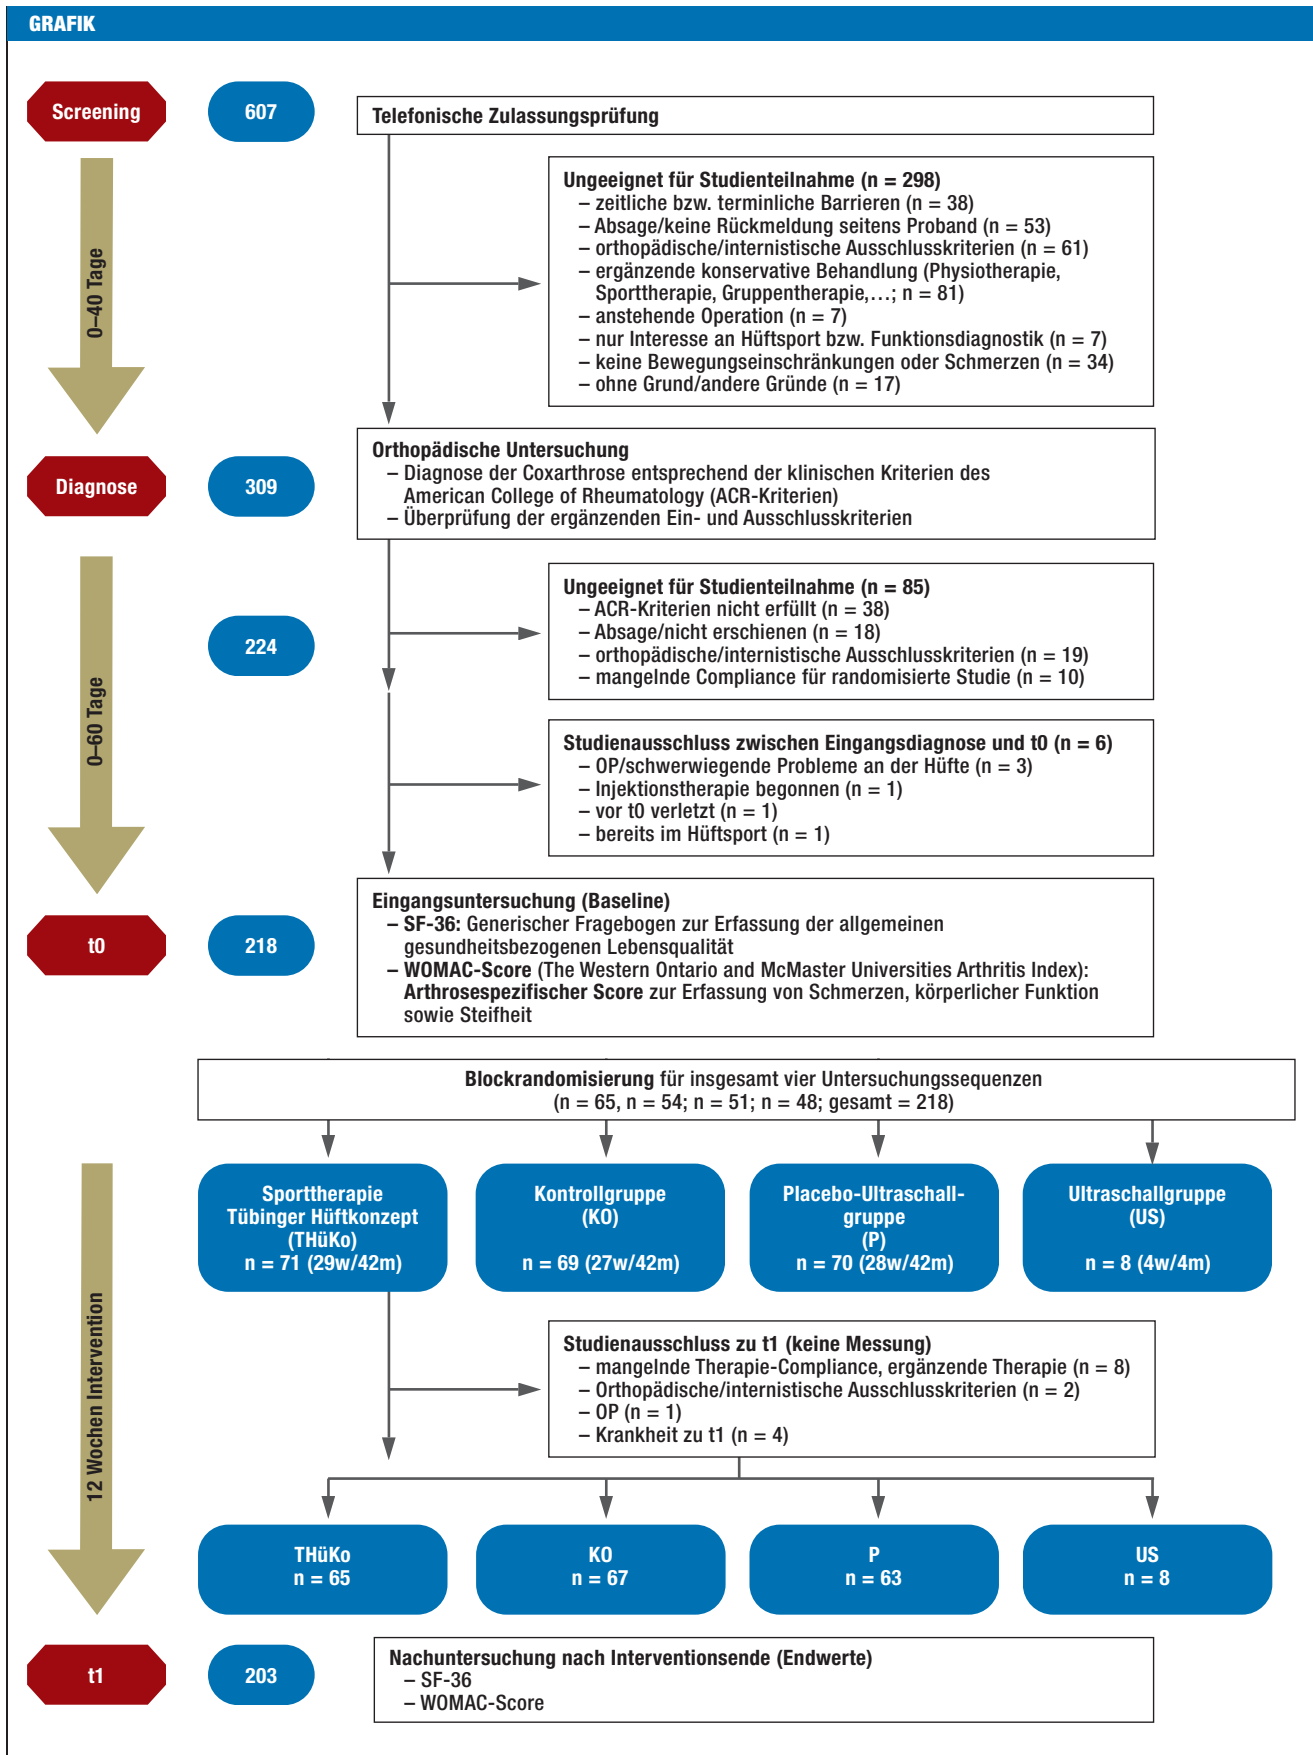 GRAFIK
Screening
607
Telefonische Zulassungsprüfung
0–40 Tage
Ungeeignet für Studienteilnahme (n = 298)
– zeitliche bzw. terminliche Barrieren (n = 38)
– Absage/keine Rückmeldung seitens Proband (n = 53)
– orthopädische/internistische Ausschlusskriterien (n = 61)
– ergänzende konservative Behandlung (Physiotherapie,
Sporttherapie, Gruppentherapie,…; n = 81)
– anstehende Operation (n = 7)
– nur Interesse an Hüftsport bzw. Funktionsdiagnostik (n = 7)
– keine Bewegungseinschränkungen oder Schmerzen (n = 34)
– ohne Grund/andere Gründe (n = 17)
Diagnose
309
Orthopädische Untersuchung
– Diagnose der Coxarthrose entsprechend der klinischen Kriterien des
American College of Rheumatology (ACR-Kriterien)
– Überprüfung der ergänzenden Ein- und Ausschlusskriterien
0–60 Tage
224
Ungeeignet für Studienteilnahme (n = 85)
– ACR-Kriterien nicht erfüllt (n = 38)
– Absage/nicht erschienen (n = 18)
– orthopädische/internistische Ausschlusskriterien (n = 19)
– mangelnde Compliance für randomisierte Studie (n = 10)
Studienausschluss zwischen Eingangsdiagnose und t0 (n = 6)
– OP/schwerwiegende Probleme an der Hüfte (n = 3)
– Injektionstherapie begonnen (n = 1)
– vor t0 verletzt (n = 1)
– bereits im Hüftsport (n = 1)
t0
218
Eingangsuntersuchung (Baseline)
– SF-36: Generischer Fragebogen zur Erfassung der allgemeinen
gesundheitsbezogenen Lebensqualität
– WOMAC-Score (The Western Ontario and McMaster Universities Arthritis Index):
Arthrosespezifischer Score zur Erfassung von Schmerzen, körperlicher Funktion
sowie Steifheit
Blockrandomisierung für insgesamt vier Untersuchungssequenzen
(n = 65, n = 54; n = 51; n = 48; gesamt = 218)
12 Wochen Intervention
Sporttherapie
Tübinger Hüftkonzept
(THüKo)
n = 71 (29w/42m)
Kontrollgruppe
(KO)
n = 69 (27w/42m)
Placebo-Ultraschall-
gruppe
(P)
n = 70 (28w/42m)
Ultraschallgruppe
(US)
n = 8 (4w/4m)
Studienausschluss zu t1 (keine Messung)
– mangelnde Therapie-Compliance, ergänzende Therapie (n = 8)
– Orthopädische/internistische Ausschlusskriterien (n = 2)
– OP (n = 1)
– Krankheit zu t1 (n = 4)
THüKo
n = 65
KO
n = 67
P
n = 63
US
n = 8
t1
203
Nachuntersuchung nach Interventionsende (Endwerte)
– SF-36
– WOMAC-Score